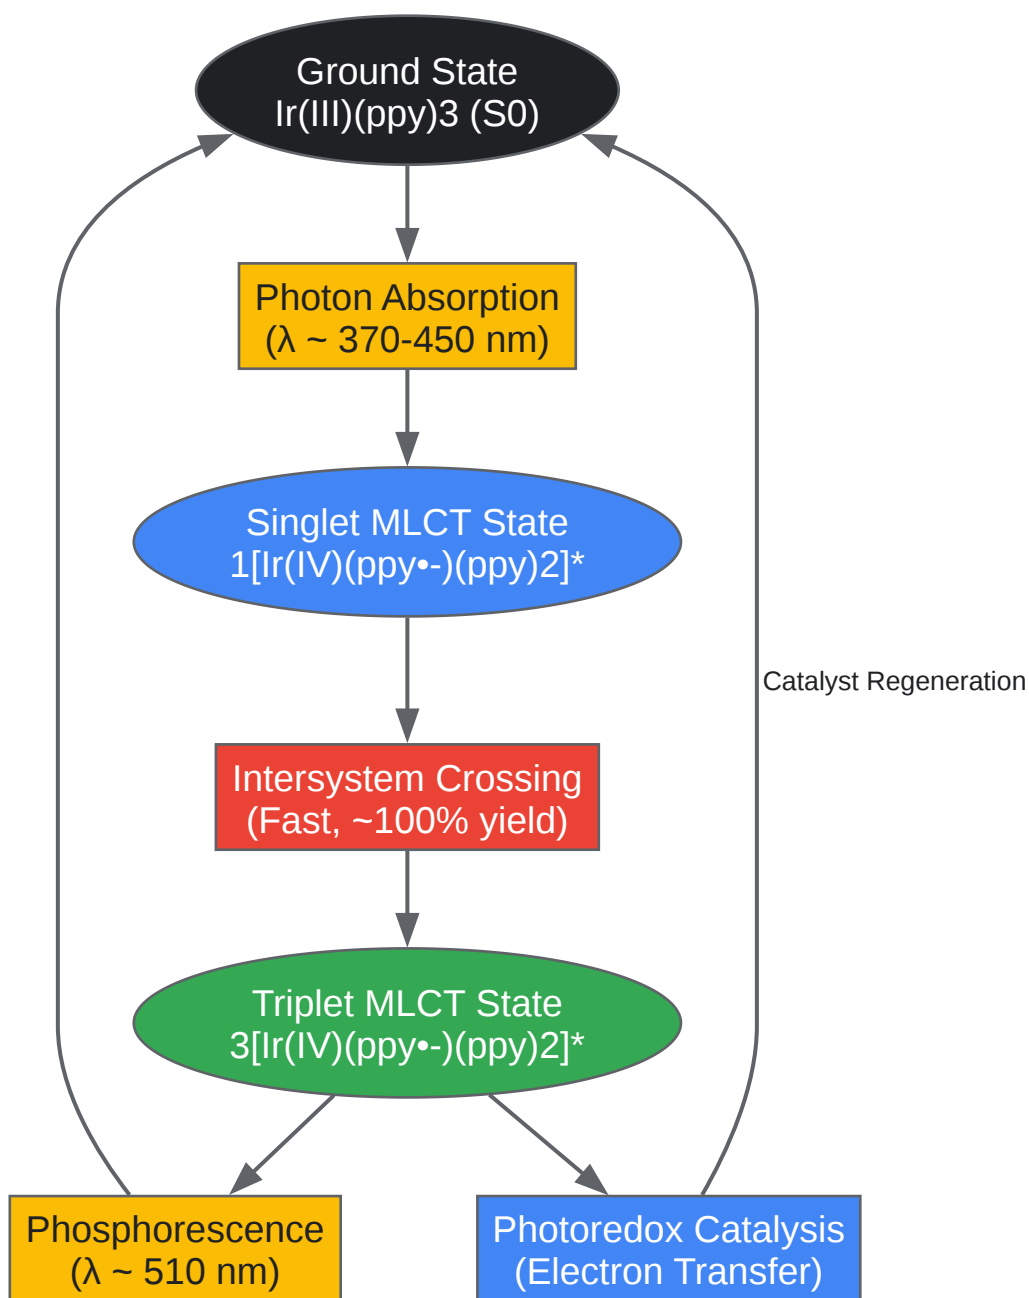 Ground State
Ir(III)(ppy)3 (S0)
Photon Absorption
(λ ~ 370-450 nm)
Singlet MLCT State
1[Ir(IV)(ppy•-)(ppy)2]*
Catalyst Regeneration
Intersystem Crossing
(Fast, ~100% yield)
Triplet MLCT State
3[Ir(IV)(ppy•-)(ppy)2]*
Phosphorescence
(λ ~ 510 nm)
Photoredox Catalysis
(Electron Transfer)